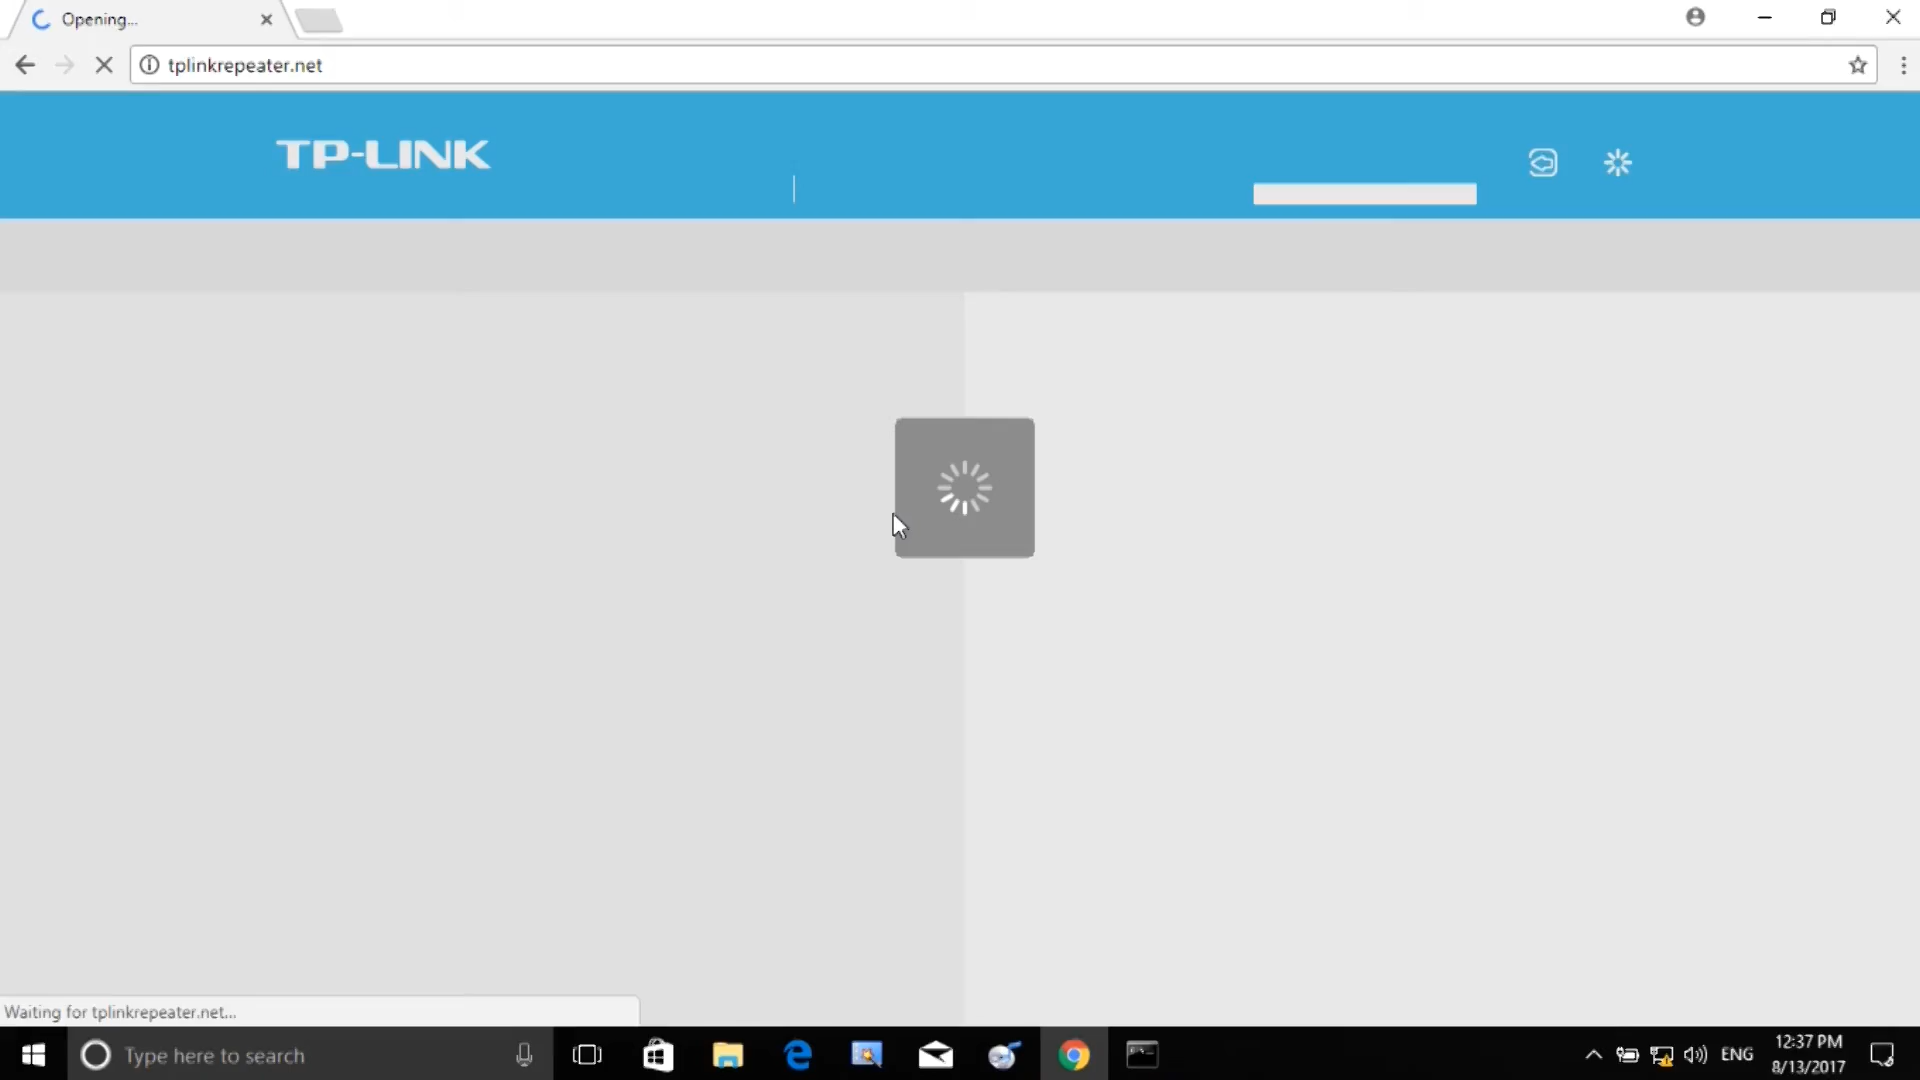 Opening...
tplinkrepeater.net
TP-LINK
Waiting for tplinkrepeater.net...
Type here to search
ENG
12:37 PM
8/13/2017